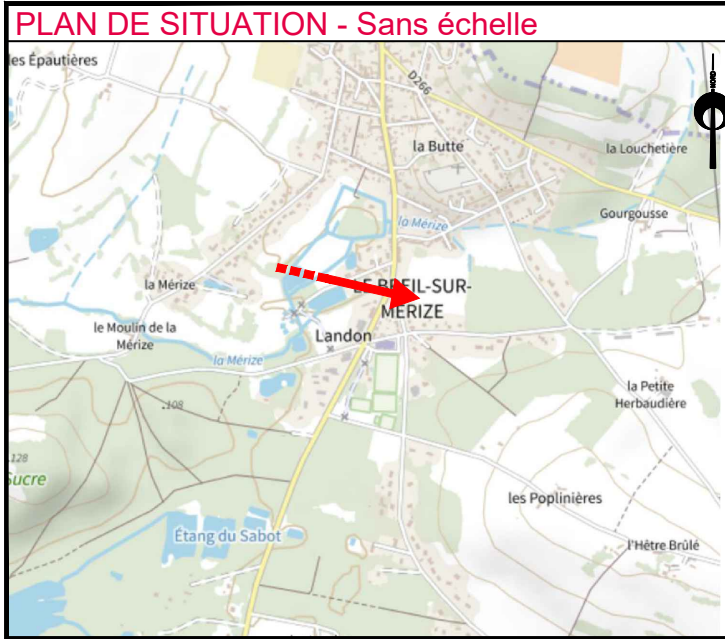 PLAN DE SITUATION - Sans échelle
les Épautières
NORD
D266
la Butte
la Louchetière
Gourgousse
la Mérize
la Mérize
LE BREIL-SUR-
MÉRIZE
le Moulin de la
Mérize
Landon
la Mérize
la Petite
Herbaudière
108
128
Sucre
les Poplinières
Étang du Sabot
l'Hêtre Brûlé